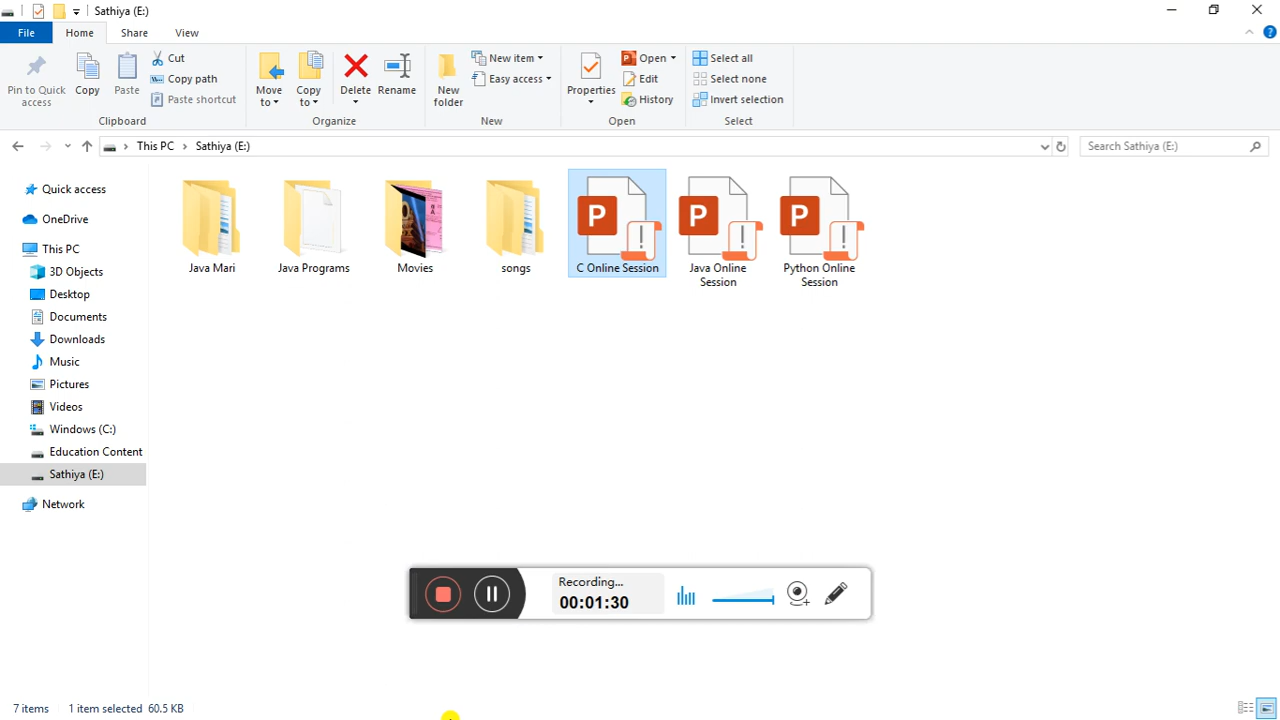 Sathiya (E:)
File Home Share View
Pin to Quick access
Copy
Paste
Cut
Copy path
Paste shortcut
Clipboard
Move to
Copy to
Delete
Rename
Organize
New folder
New item
Easy access
New
Properties
Open
Edit
History
Open
Select all
Select none
Invert selection
Select
This PC
Sathiya (E:)
Search Sathiya (E:)
Quick access
OneDrive
This PC
3D Objects
Desktop
Documents
Downloads
Music
Pictures
Videos
Windows (C:)
Education Content
Sathiya (E:)
Network
Java Mari
Java Programs
Movies
songs
P
C Online Session
P
Java Online
Session
P
Python Online
Session
Recording...
00:01:30
7 items 1 item selected 60.5 KB